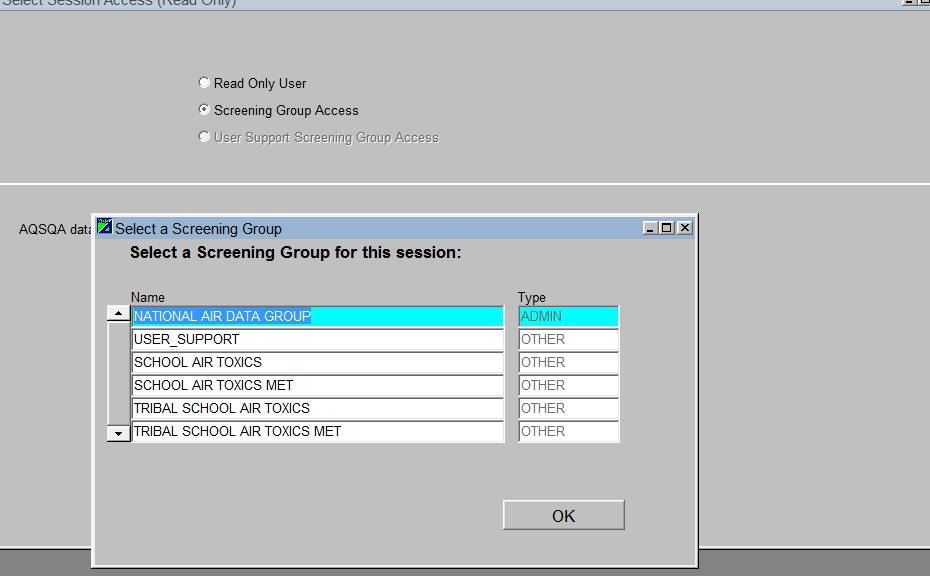 Select Session Access (Read Only)
Read Only User
Screening Group Access
User Support Screening Group Access
AQSQA data
Select a Screening Group
Select a Screening Group for this session:
Name Type
NATIONAL AIR DATA GROUP ADMIN
USER_SUPPORT OTHER
SCHOOL AIR TOXICS OTHER
SCHOOL AIR TOXICS MET OTHER
TRIBAL SCHOOL AIR TOXICS OTHER
TRIBAL SCHOOL AIR TOXICS MET OTHER
OK